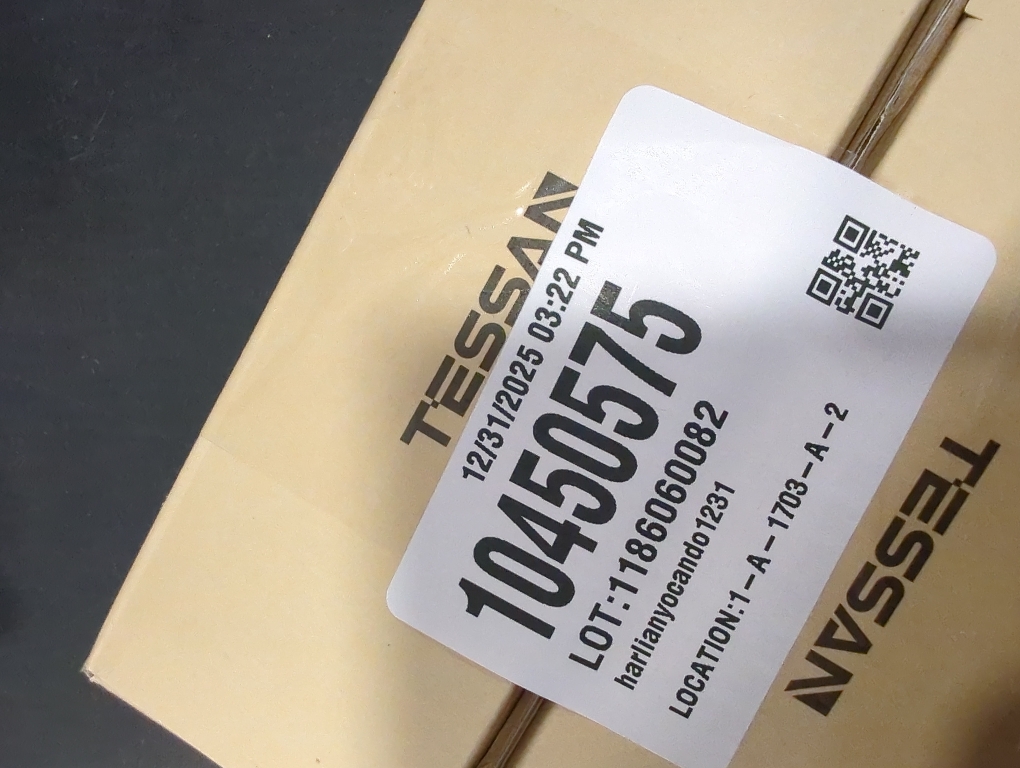 TESSAN
12/31/2025 03:22 PM
10450575
LOT:1186060082
harlianyocando1231
LOCATION:1-A-1703-A-2
TESSAN